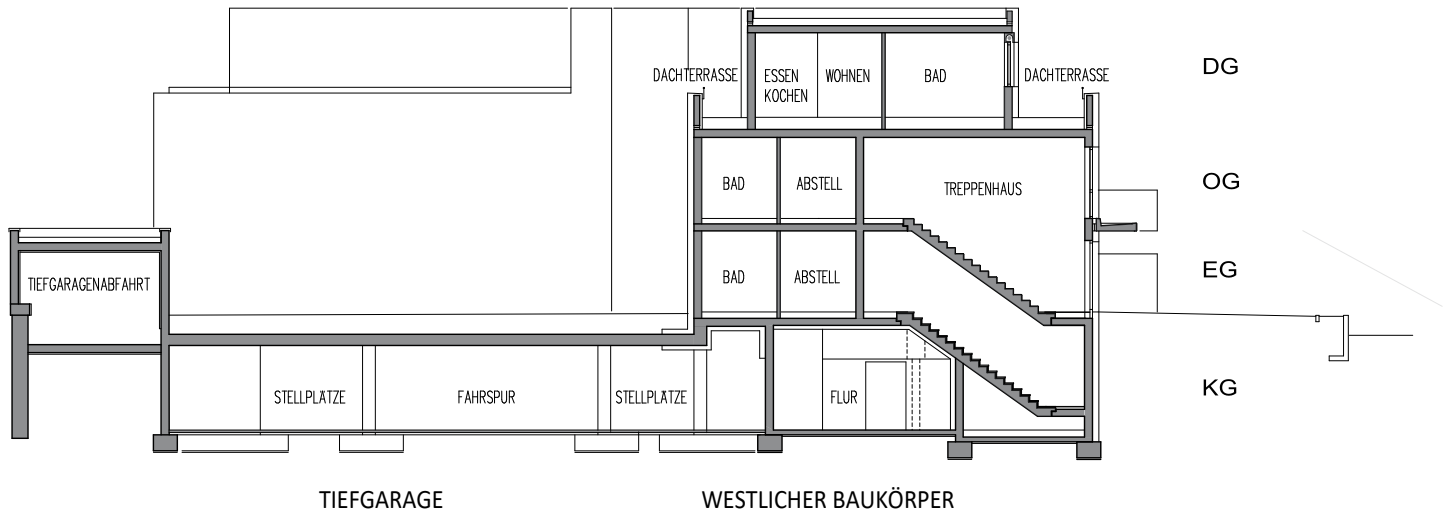 DG
DACHTERRASSE
ESSEN
KOCHEN
WOHNEN
BAD
DACHTERRASSE
OG
BAD
ABSTELL
TREPPENHAUS
EG
TIEFGARAGENABFAHRT
BAD
ABSTELL
KG
STELLPLÄTZE
FAHRSPUR
STELLPLÄTZE
FLUR
TIEFGARAGE
WESTLICHER BAUKÖRPER